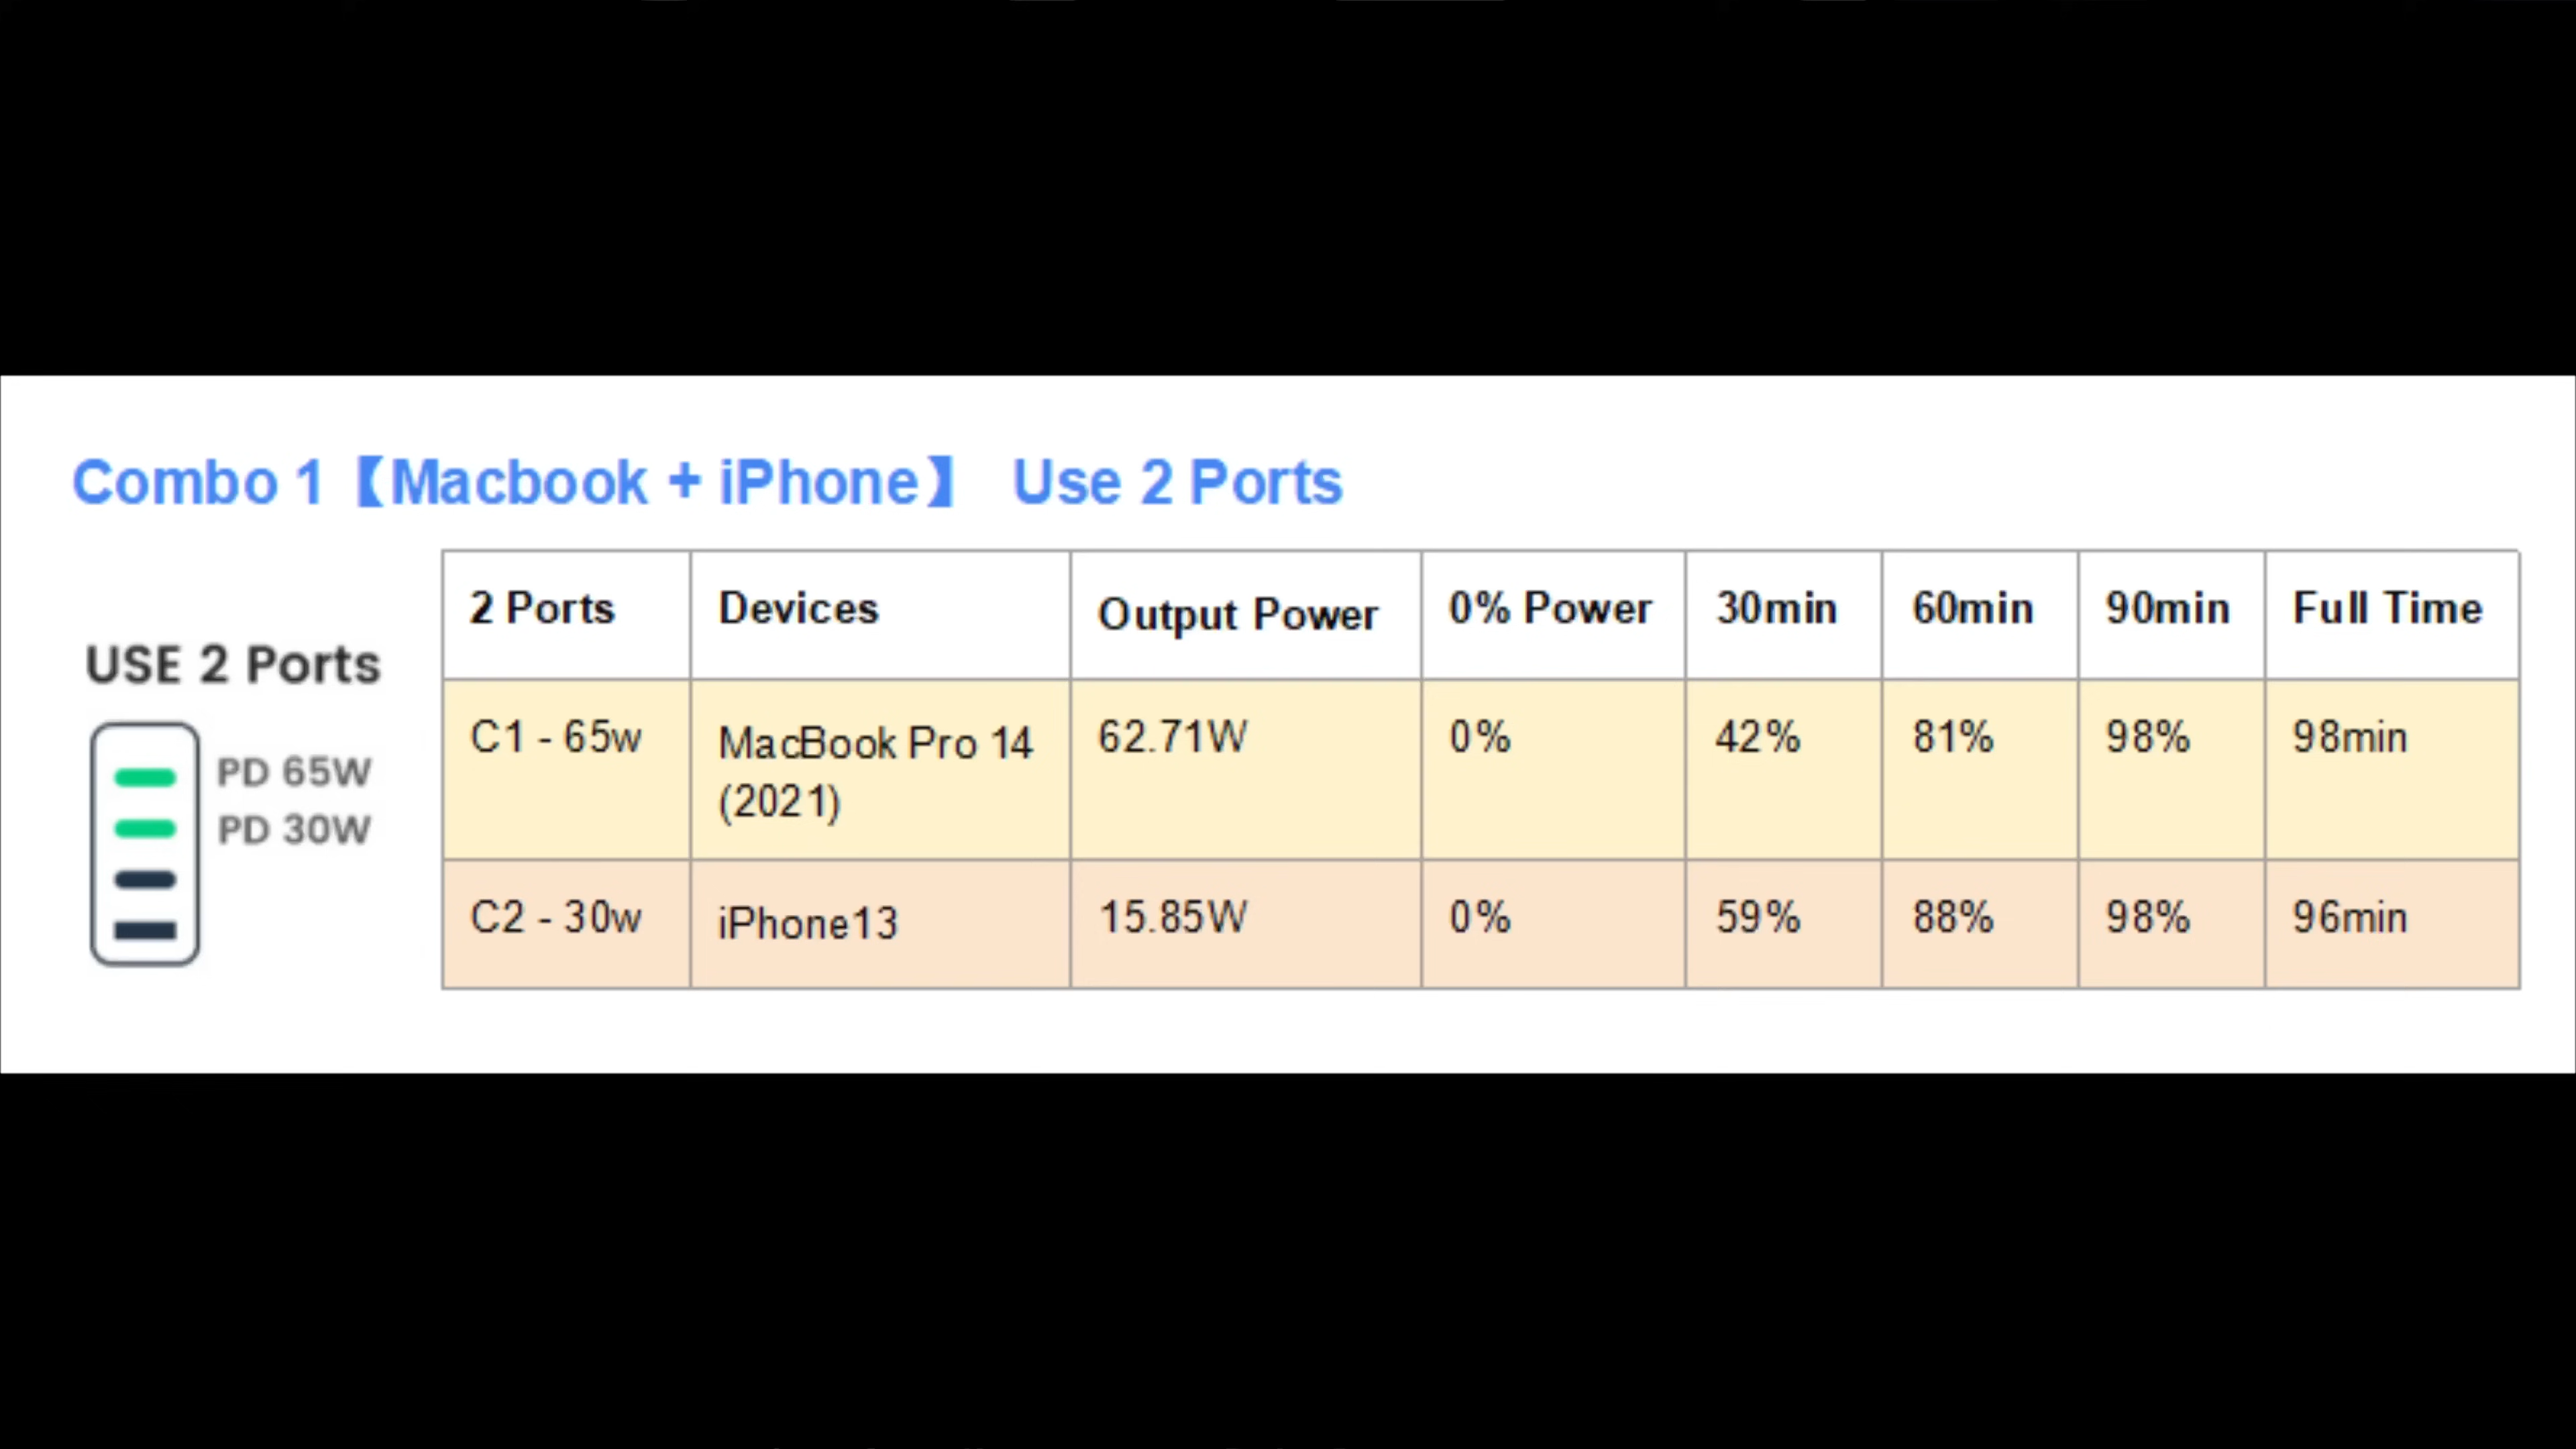 Combo 1【Macbook + iPhone】 Use 2 Ports
USE 2 Ports
PD 65W
PD 30W
2 Ports Devices Output Power 0% Power 30min 60min 90min Full Time
C1 - 65w MacBook Pro 14 62.71W 0% 42% 81% 98% 98min
(2021)
C2 - 30w iPhone13 15.85W 0% 59% 88% 98% 96min